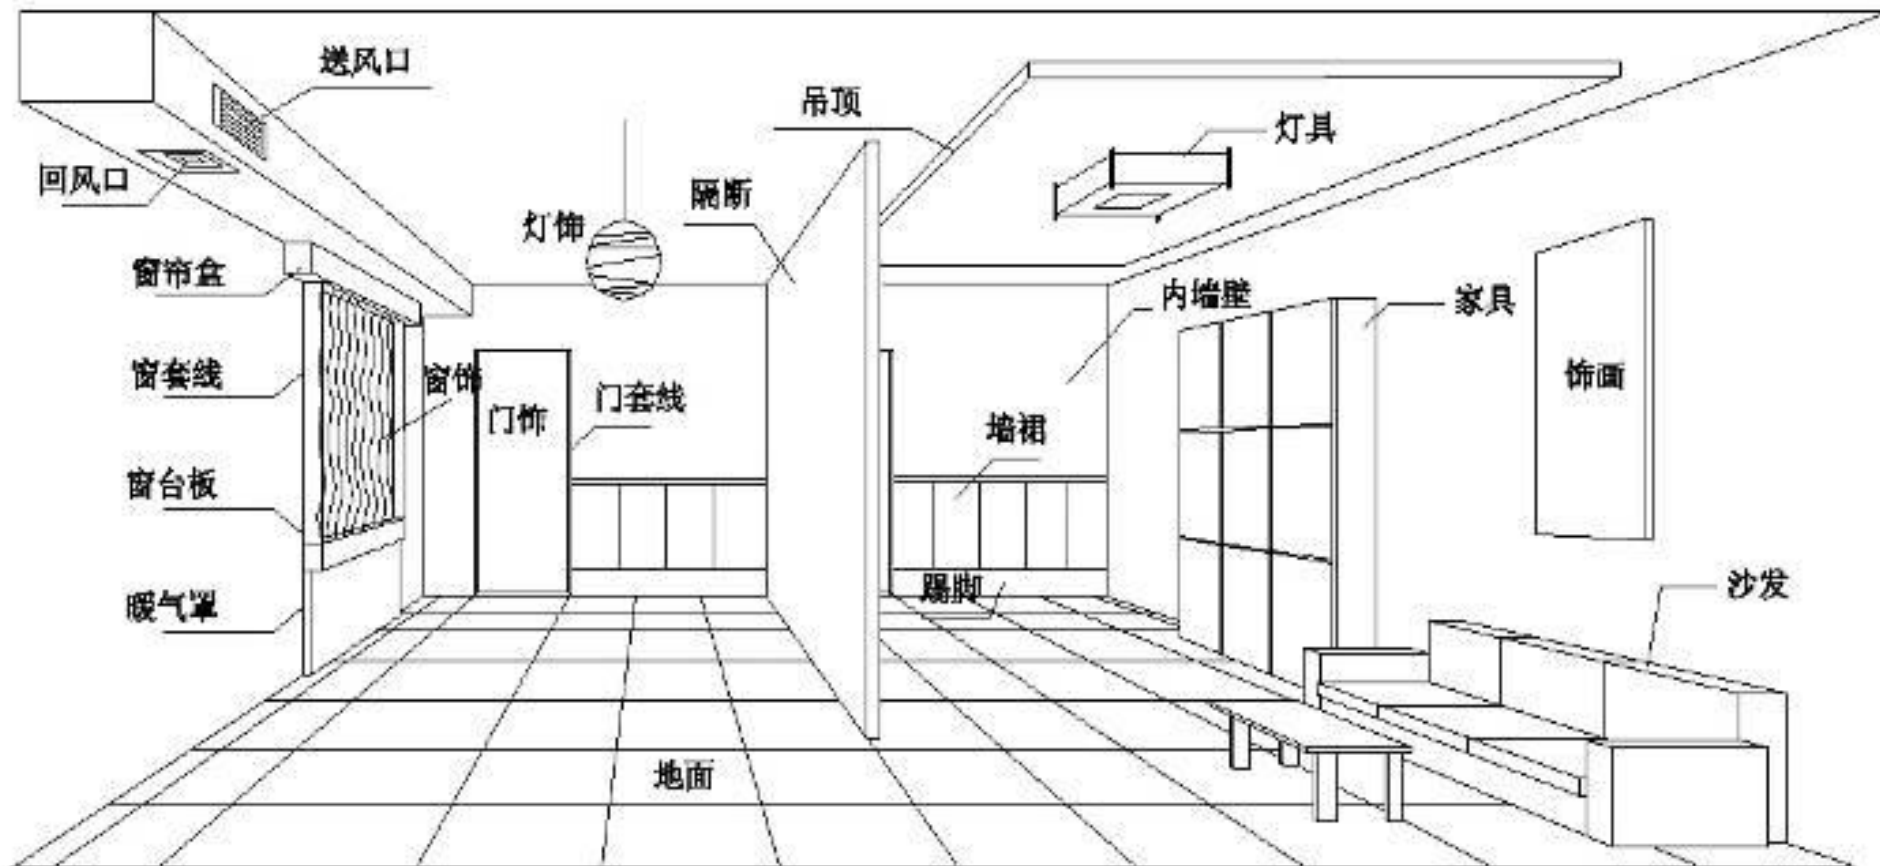 送风口
吊顶
灯具
回风口
隔断
灯饰
窗帘盒
内墙壁
家具
窗套线
窗饰
门饰
门套线
饰画
墙裙
窗台板
踢脚
暖气罩
沙发
地面